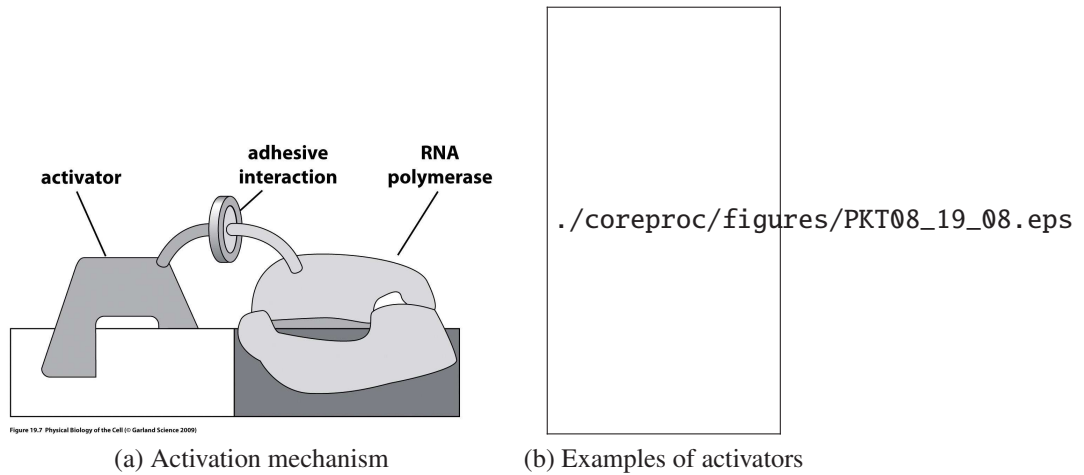 activator
adhesive
interaction
RNA
polymerase
Figure 19.7 Physical Biology of the Cell (© Garland Science 2009)
(a) Activation mechanism
./coreproc/figures/PKT08_19_08.eps
(b) Examples of activators